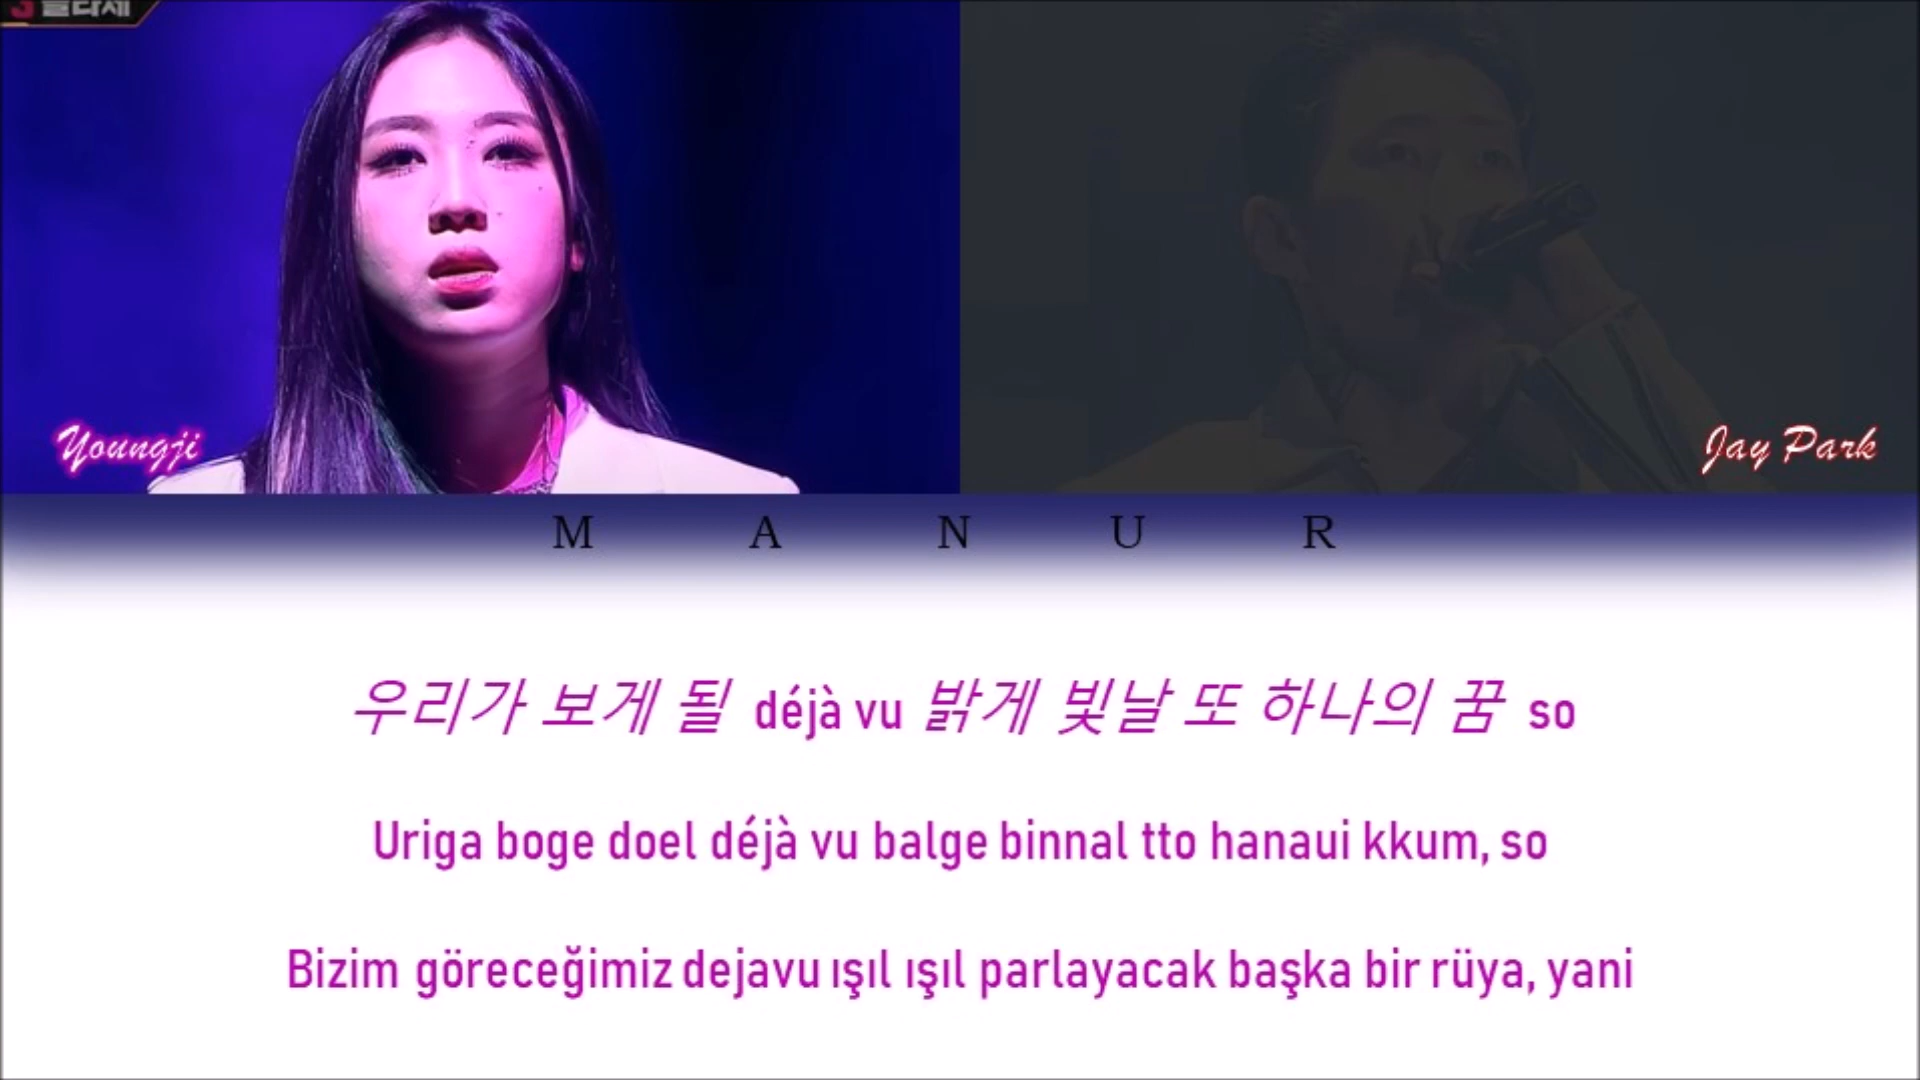 Youngji
Jay Park
M A N U R
우리가 보게 될 déjà vu 밝게 빛날 또 하나의 꿈 so
Uriga boge doel déjà vu balge binnal tto hanaui kkum, so
Bizim göreceğimiz dejavu ışıl ışıl parlayacak başka bir rüya, yani